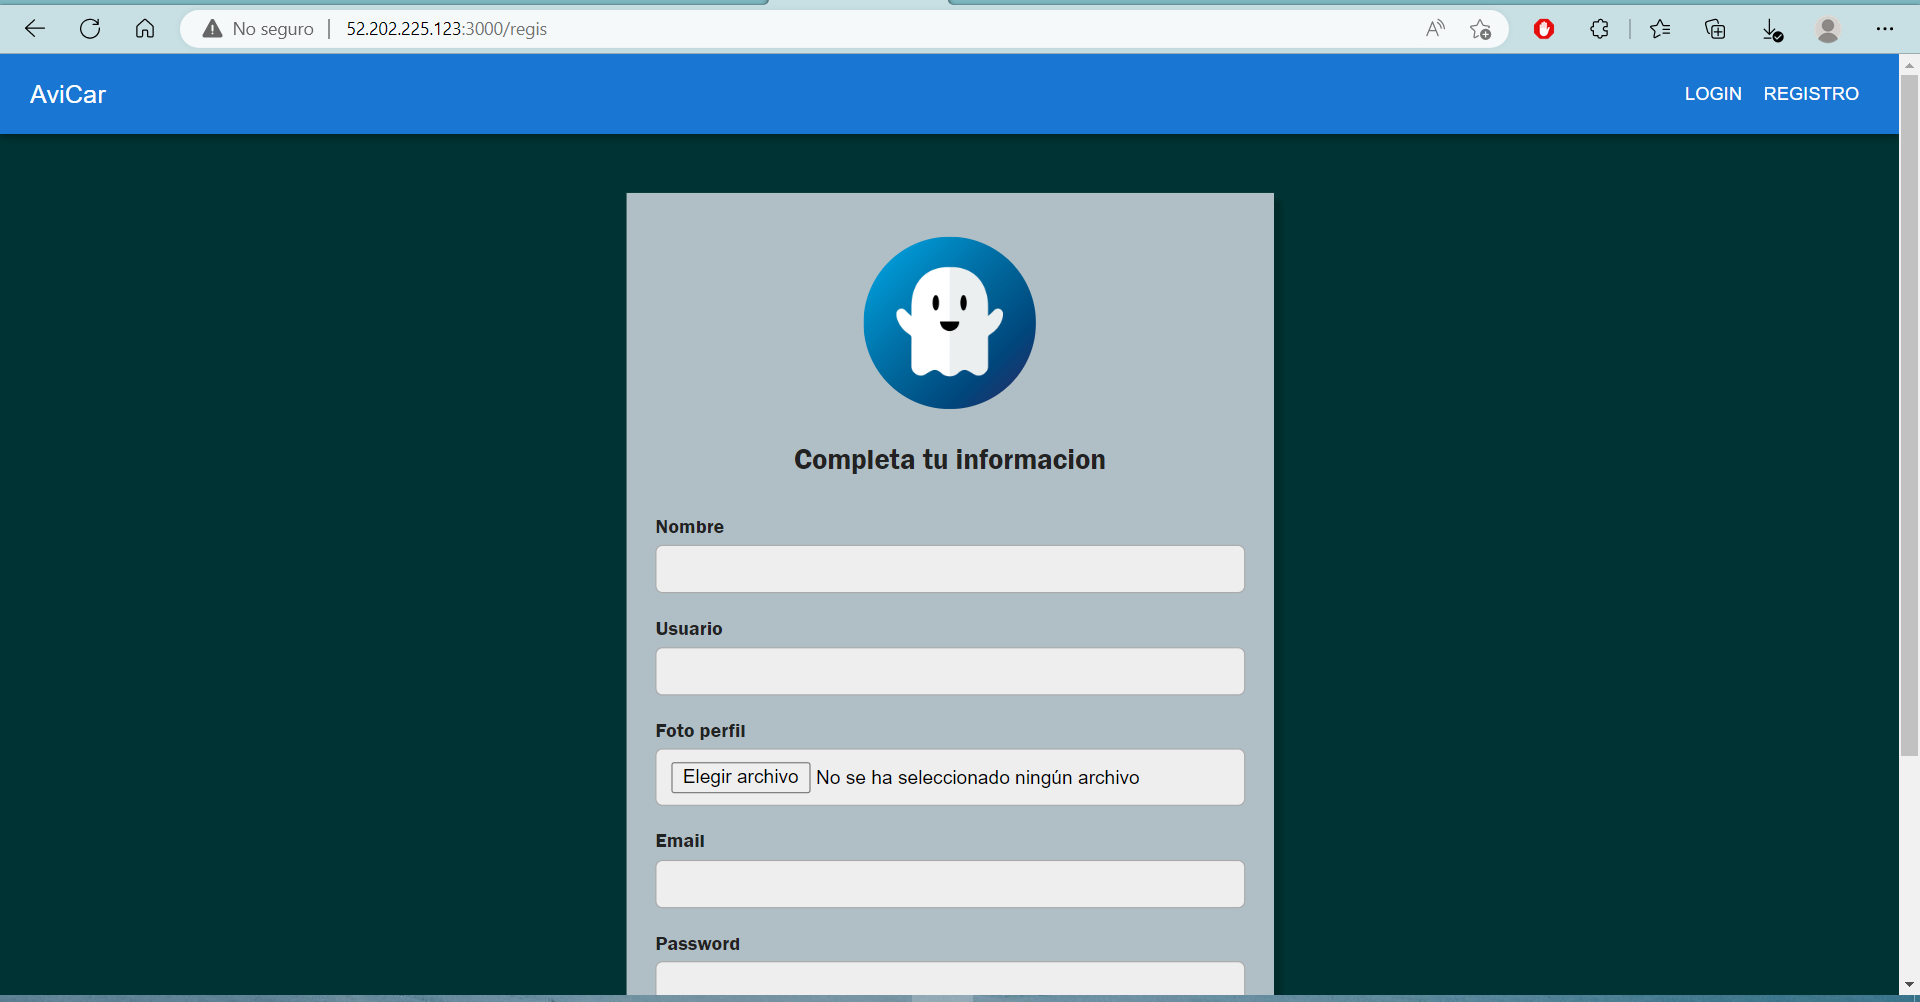 No seguro | 52.202.225.123:3000/regis
AviCar
LOGIN REGISTRO
Completa tu informacion
Nombre
Usuario
Foto perfil
Elegir archivo No se ha seleccionado ningún archivo
Email
Password